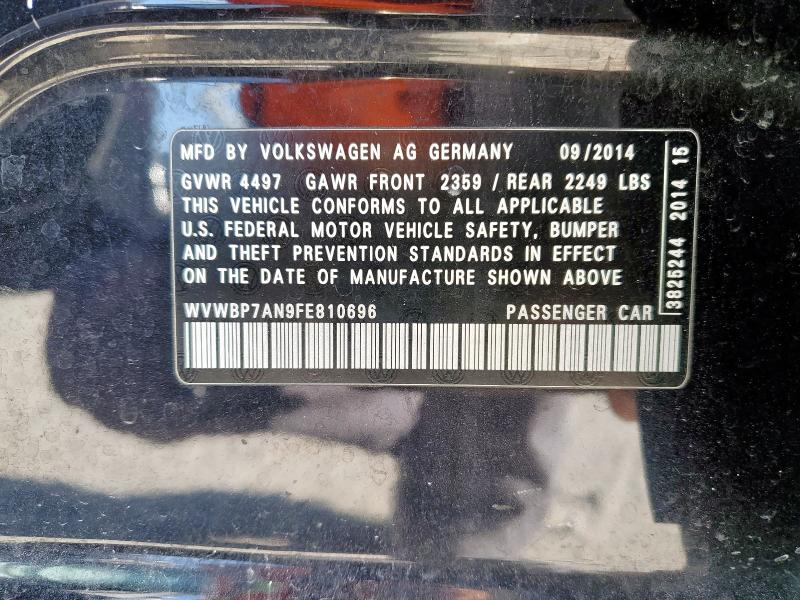 MFD BY VOLKSWAGEN AG GERMANY 09/2014
GVWR 4497 GAWR FRONT 2359 / REAR 2249 LBS
THIS VEHICLE CONFORMS TO ALL APPLICABLE
U.S. FEDERAL MOTOR VEHICLE SAFETY, BUMPER
AND THEFT PREVENTION STANDARDS IN EFFECT
ON THE DATE OF MANUFACTURE SHOWN ABOVE
WVWBP7AN9FE810696 PASSENGER CAR
3825244 2014 15